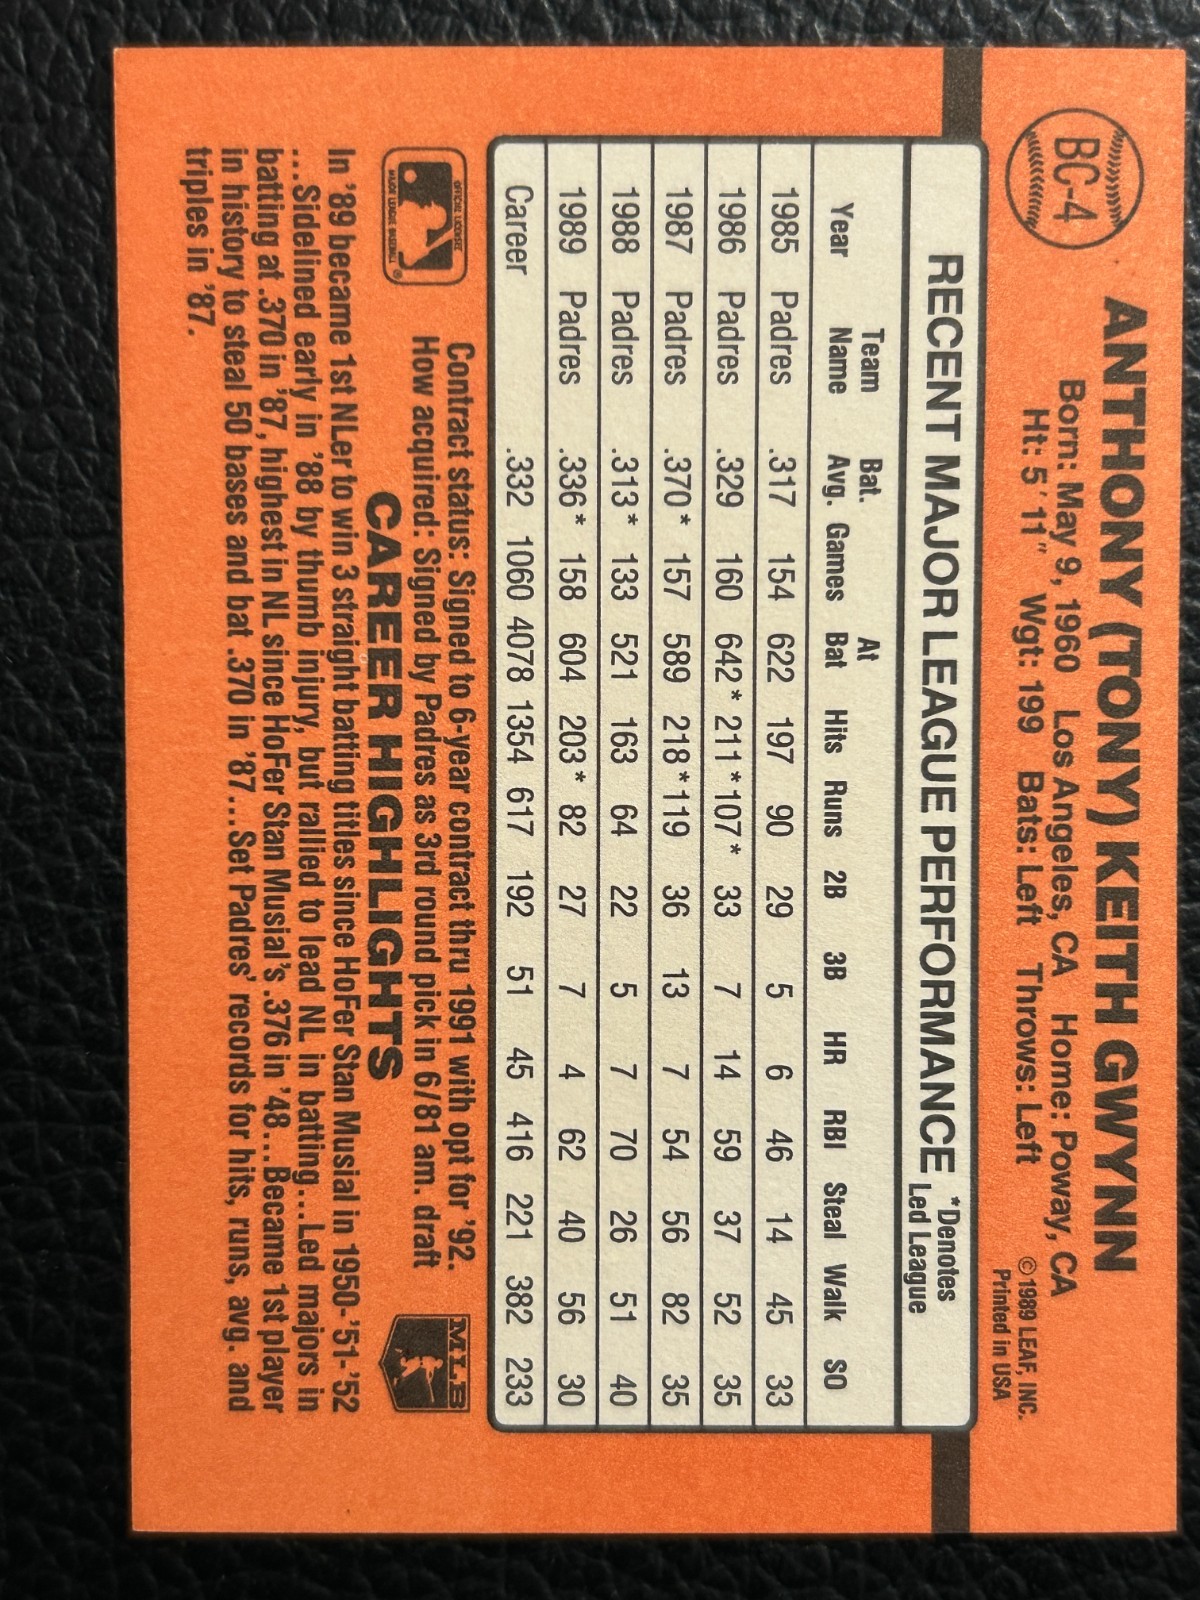 BC-4
ANTHONY (TONY) KEITH GWYNN
Born: May 9, 1960 Los Angeles, CA Home: Poway, CA
Ht: 5' 11" Wgt: 199 Bats: Left Throws: Left
©1989 LEAF, INC.
Printed in USA
RECENT MAJOR LEAGUE PERFORMANCE *Denotes Led League
Year Team Name Bat. Avg. Games At Bat Hits Runs 2B 3B HR RBI Steal Walk SO
1985 Padres .317 154 622 197 90 29 5 6 46 14 45 33
1986 Padres .329 160 642* 211* 107* 33 7 14 59 37 52 35
1987 Padres .370* 157 589 218* 119 36 13 7 54 56 82 35
1988 Padres .313* 133 521 163 64 22 5 7 70 26 51 40
1989 Padres .336* 158 604 203* 82 27 7 4 62 40 56 30
Career .332 1060 4078 1354 617 192 51 45 416 221 382 233
OFFICIAL LICENSEE
MAJOR LEAGUE BASEBALL
®
Contract status: Signed to 6-year contract thru 1991 with opt for '92.
How acquired: Signed by Padres as 3rd round pick in 6/81 am. draft
MLB
CAREER HIGHLIGHTS
In '89 became 1st NLer to win 3 straight batting titles since HoFer Stan Musial in 1950-'51-'52
...Sidelined early in '88 by thumb injury, but rallied to lead NL in batting...Led majors in
batting at .370 in '87, highest in NL since HoFer Stan Musial's .376 in '48...Became 1st player
in history to steal 50 bases and bat .370 in '87...Set Padres' records for hits, runs, avg. and
triples in '87.